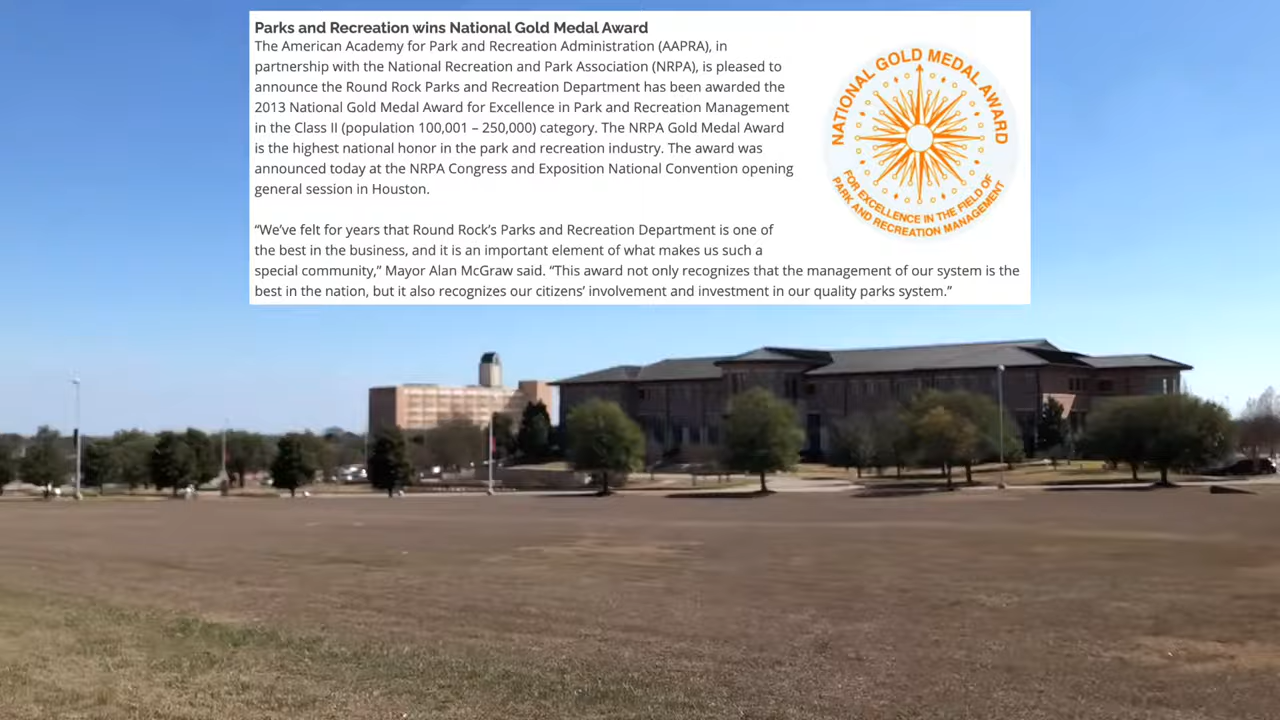 Parks and Recreation wins National Gold Medal Award
The American Academy for Park and Recreation Administration (AAPRA), in
partnership with the National Recreation and Park Association (NRPA), is pleased to
announce the Round Rock Parks and Recreation Department has been awarded the
2013 National Gold Medal Award for Excellence in Park and Recreation Management
in the Class II (population 100,001 – 250,000) category. The NRPA Gold Medal Award
is the highest national honor in the park and recreation industry. The award was
announced today at the NRPA Congress and Exposition National Convention opening
general session in Houston.
“We’ve felt for years that Round Rock’s Parks and Recreation Department is one of
the best in the business, and it is an important element of what makes us such a
special community,” Mayor Alan McGraw said. “This award not only recognizes that the management of our system is the
best in the nation, but it also recognizes our citizens’ involvement and investment in our quality parks system.”
NATIONAL GOLD MEDAL AWARD
FOR EXCELLENCE IN THE FIELD OF
PARK AND RECREATION MANAGEMENT